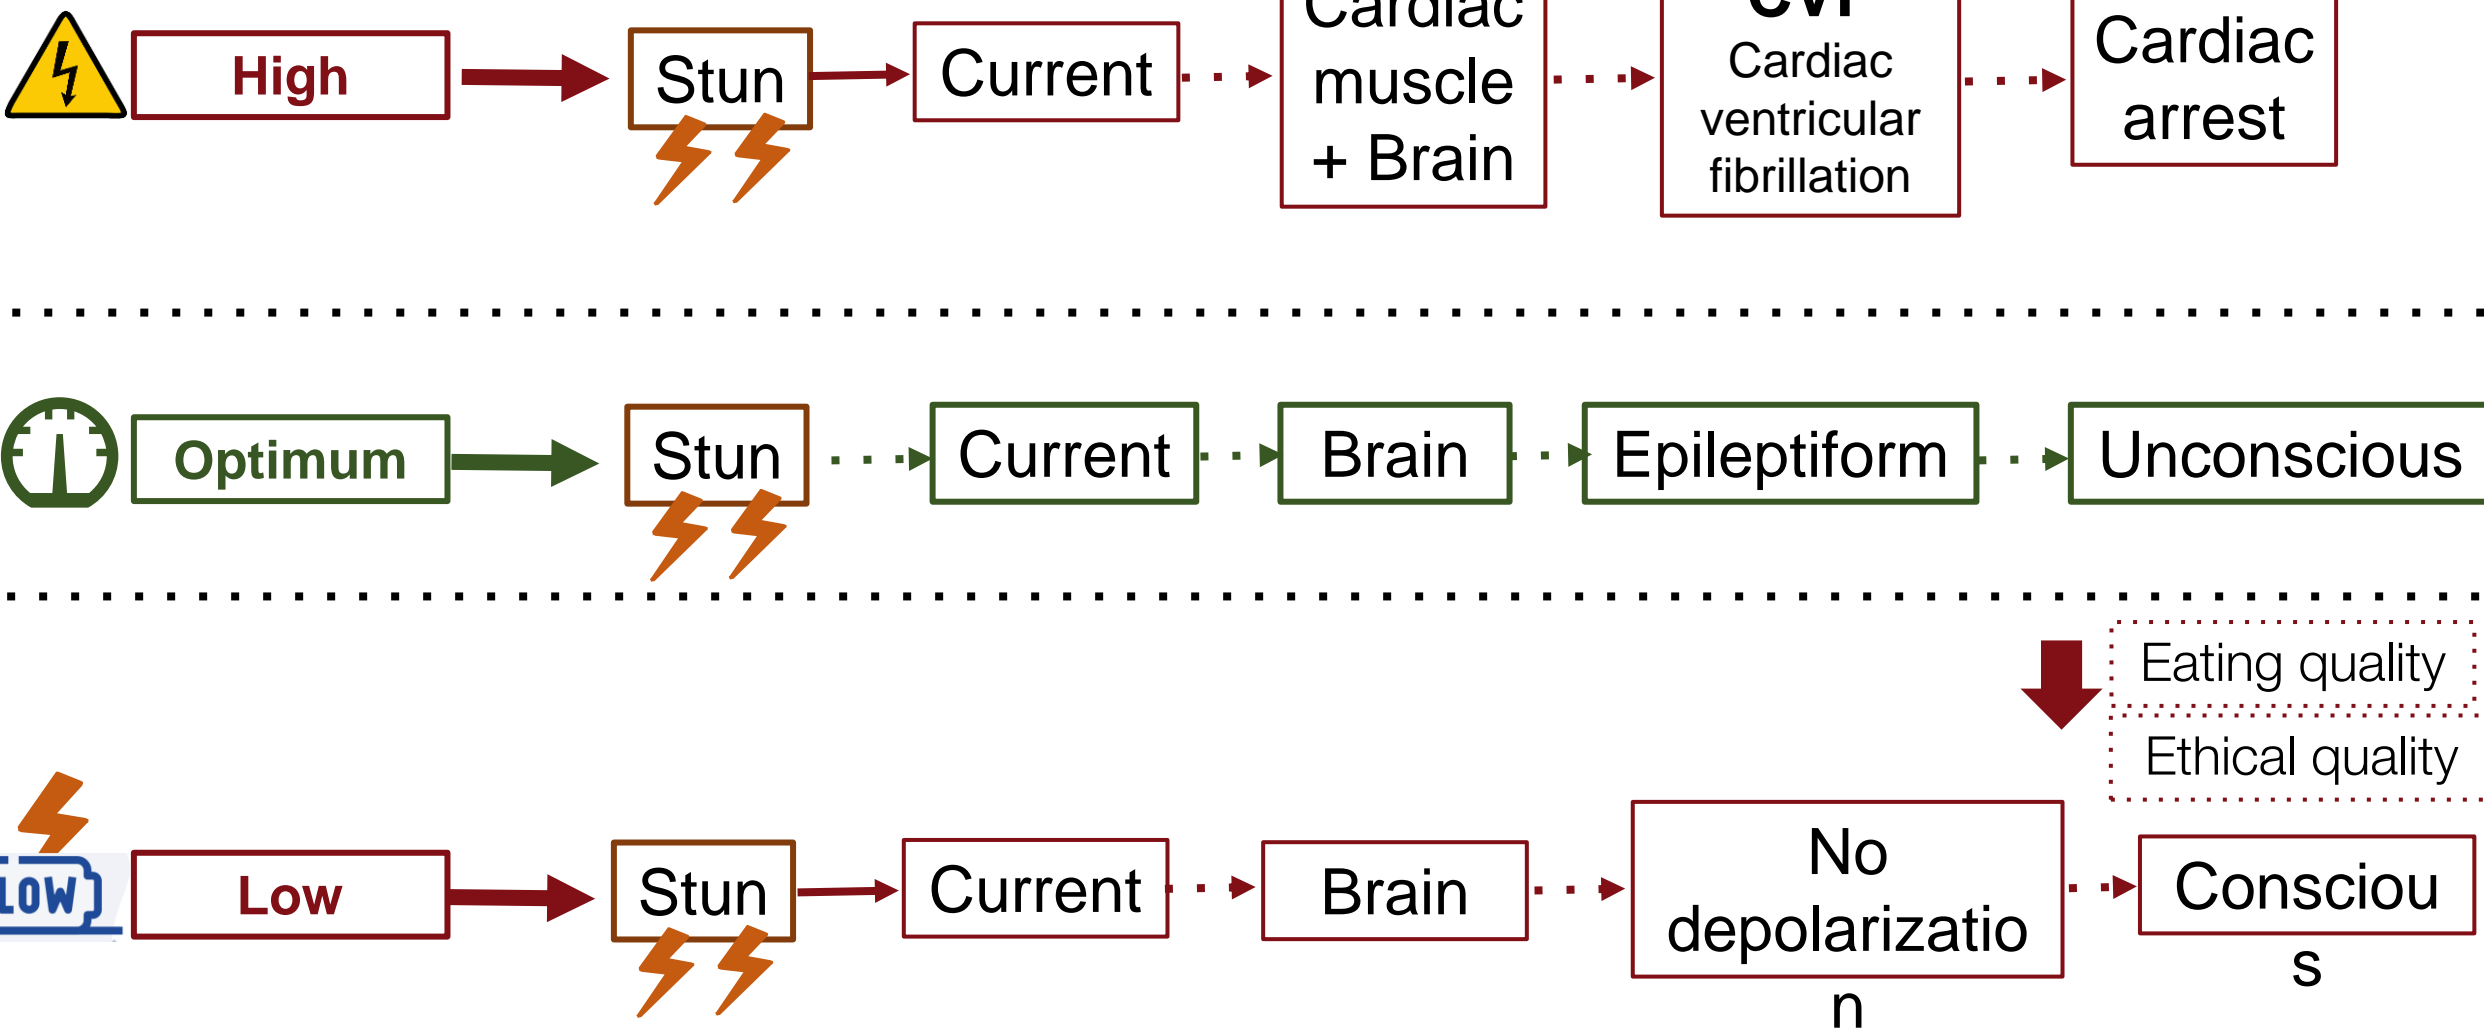 High
Stun
Current
Cardiac
muscle
+ Brain
CVF
Cardiac
ventricular
fibrillation
Cardiac
arrest
Optimum
Stun
Current
Brain
Epileptiform
Unconscious
Eating quality
Ethical quality
LOW
Low
Stun
Current
Brain
No
depolarizatio
n
Consciou
s